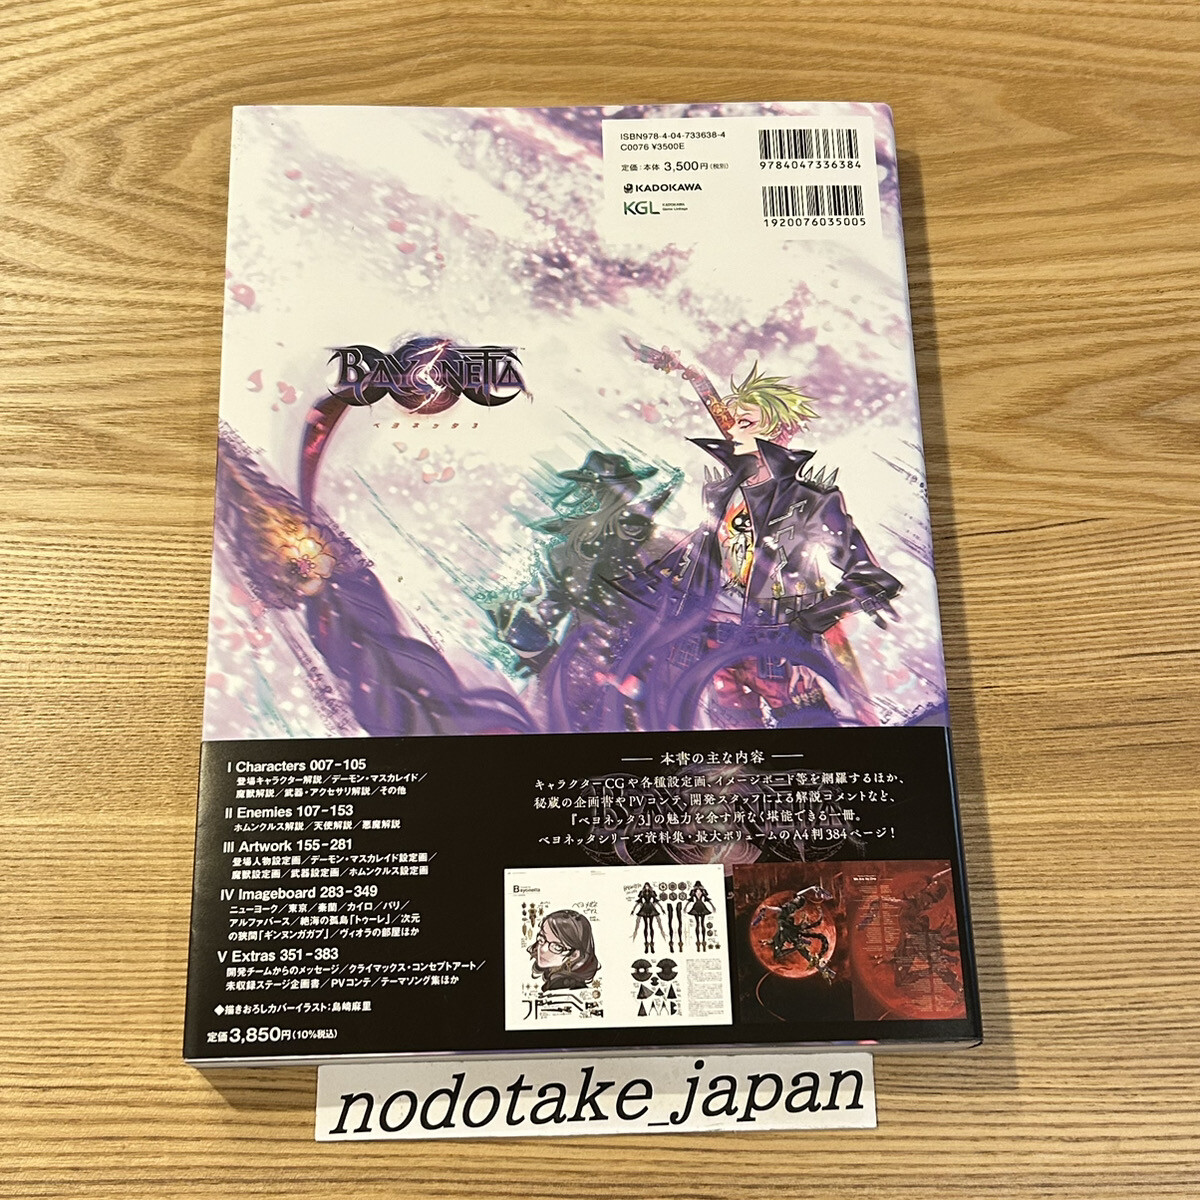 ISBN978-4-04-733638-4
C0076 ¥3500E
定価:本体 3,500円(税別)
KADOKAWA
KGL KADOKAWA Game Linkage
9784047336384
1920076035005
BAYONETTA
ベヨネッタ3
I Characters 007-105
登場キャラクター解説/デーモン・マスカレイド/
魔獣解説/武器・アクセサリ解説/その他
II Enemies 107-153
ホムンクルス解説/天使解説/悪魔解説
III Artwork 155-281
登場人物設定画/デーモン・マスカレイド設定画/
魔獣設定画/武器設定画/ホムンクルス設定画
IV Imageboard 283-349
ニューヨーク/東京/豪蘭/カイロ/パリ/
アルファバース/絶海の孤島「トゥーレ」/次元
の狭間「ギンヌンガガプ」/ヴィオラの部屋ほか
V Extras 351-383
開発チームからのメッセージ/クライマックス・コンセプトアート/
未収録ステージ企画書/PVコンテ/テーマソング集ほか
◆描きおろしカバーイラスト:島崎麻里
定価3,850円(10%税込)
本書の主な内容
キャラクターCGや各種設定画、イメージボード等を網羅するほか、
秘蔵の企画書やPVコンテ、開発スタッフによる解説コメントなど、
『ベヨネッタ3』の魅力を余す所なく堪能できる一冊。
ベヨネッタシリーズ資料集・最大ボリュームのA4判384ページ!
BAYONETTA
Bayonetta
nodotake_japan